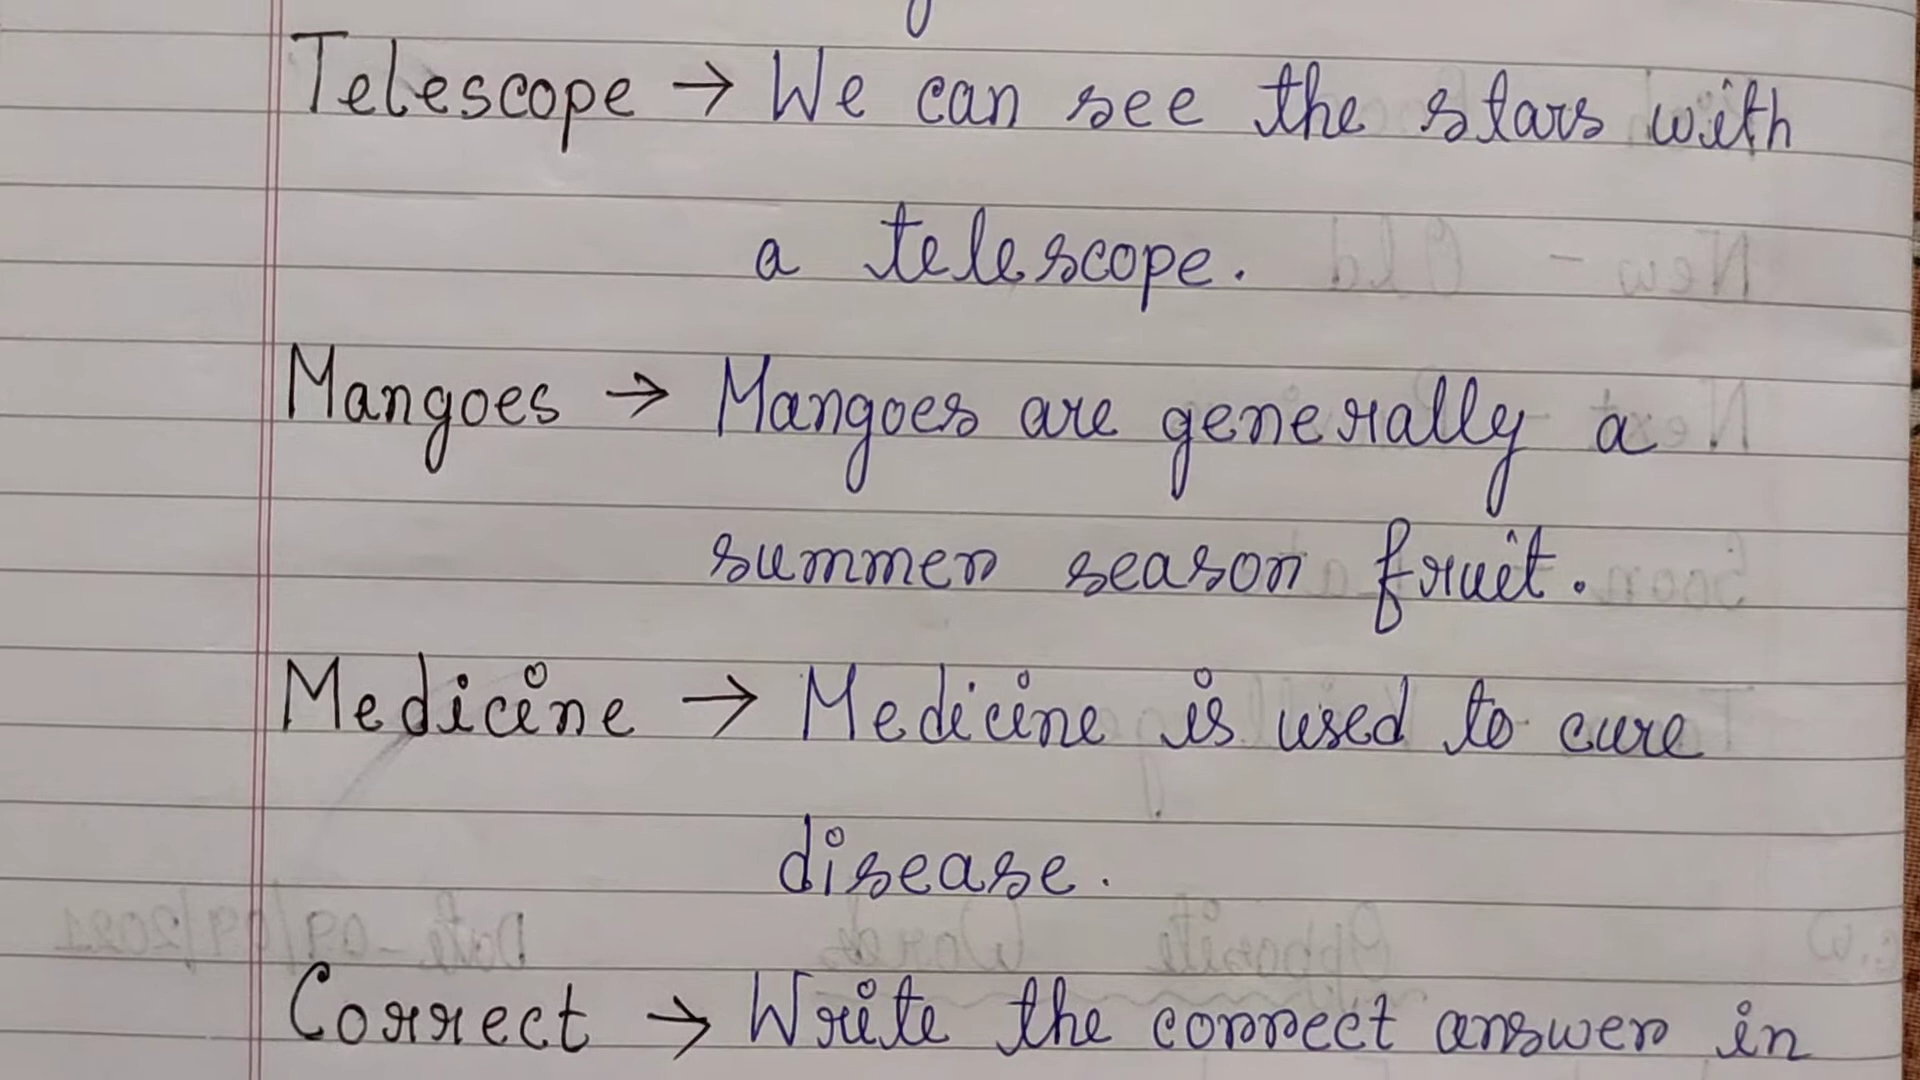 Telescope → We can see the stars with
a telescope.
Mangoes → Mangoes are generally a
summer season fruit.
Medicine → Medicine is used to cure
disease.
Correct → Write the correct answer in